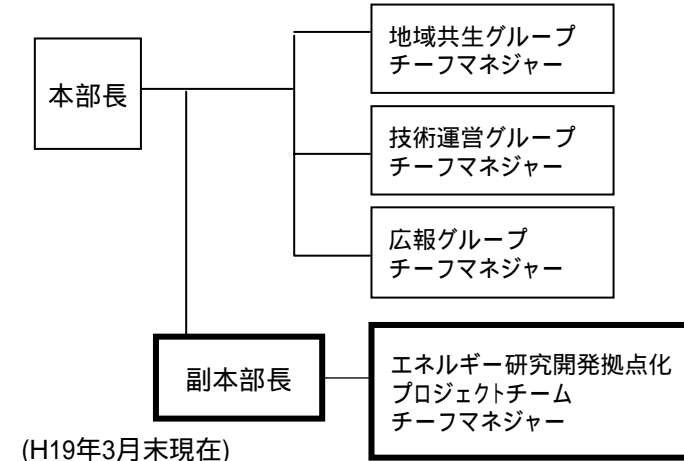 本部長
地域共生グループ
チーフマネジャー
技術運営グループ
チーフマネジャー
広報グループ
チーフマネジャー
副本部長
エネルギー研究開発拠点化
プロジェクトチーム
チーフマネジャー
(H19年3月末現在)